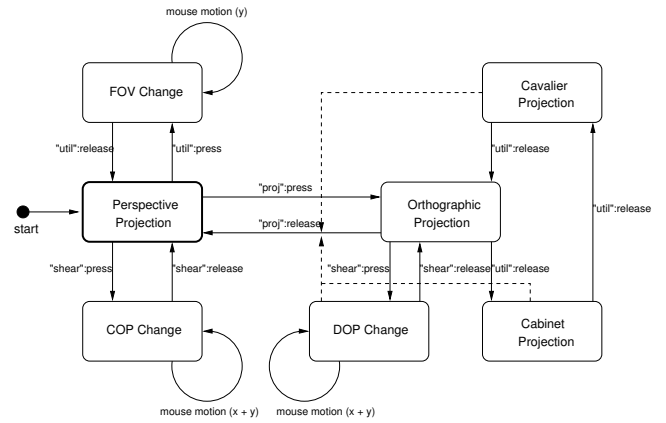 mouse motion (y)
FOV Change
Cavalier
Projection
"util":release
"util":press
"util":release
"proj":press
Perspective
Projection
Orthographic
Projection
"util":release
start
"proj":release
"shear":press
"shear":release
"shear":press
"shear":release
"util":release
COP Change
DOP Change
Cabinet
Projection
mouse motion (x + y)
mouse motion (x + y)